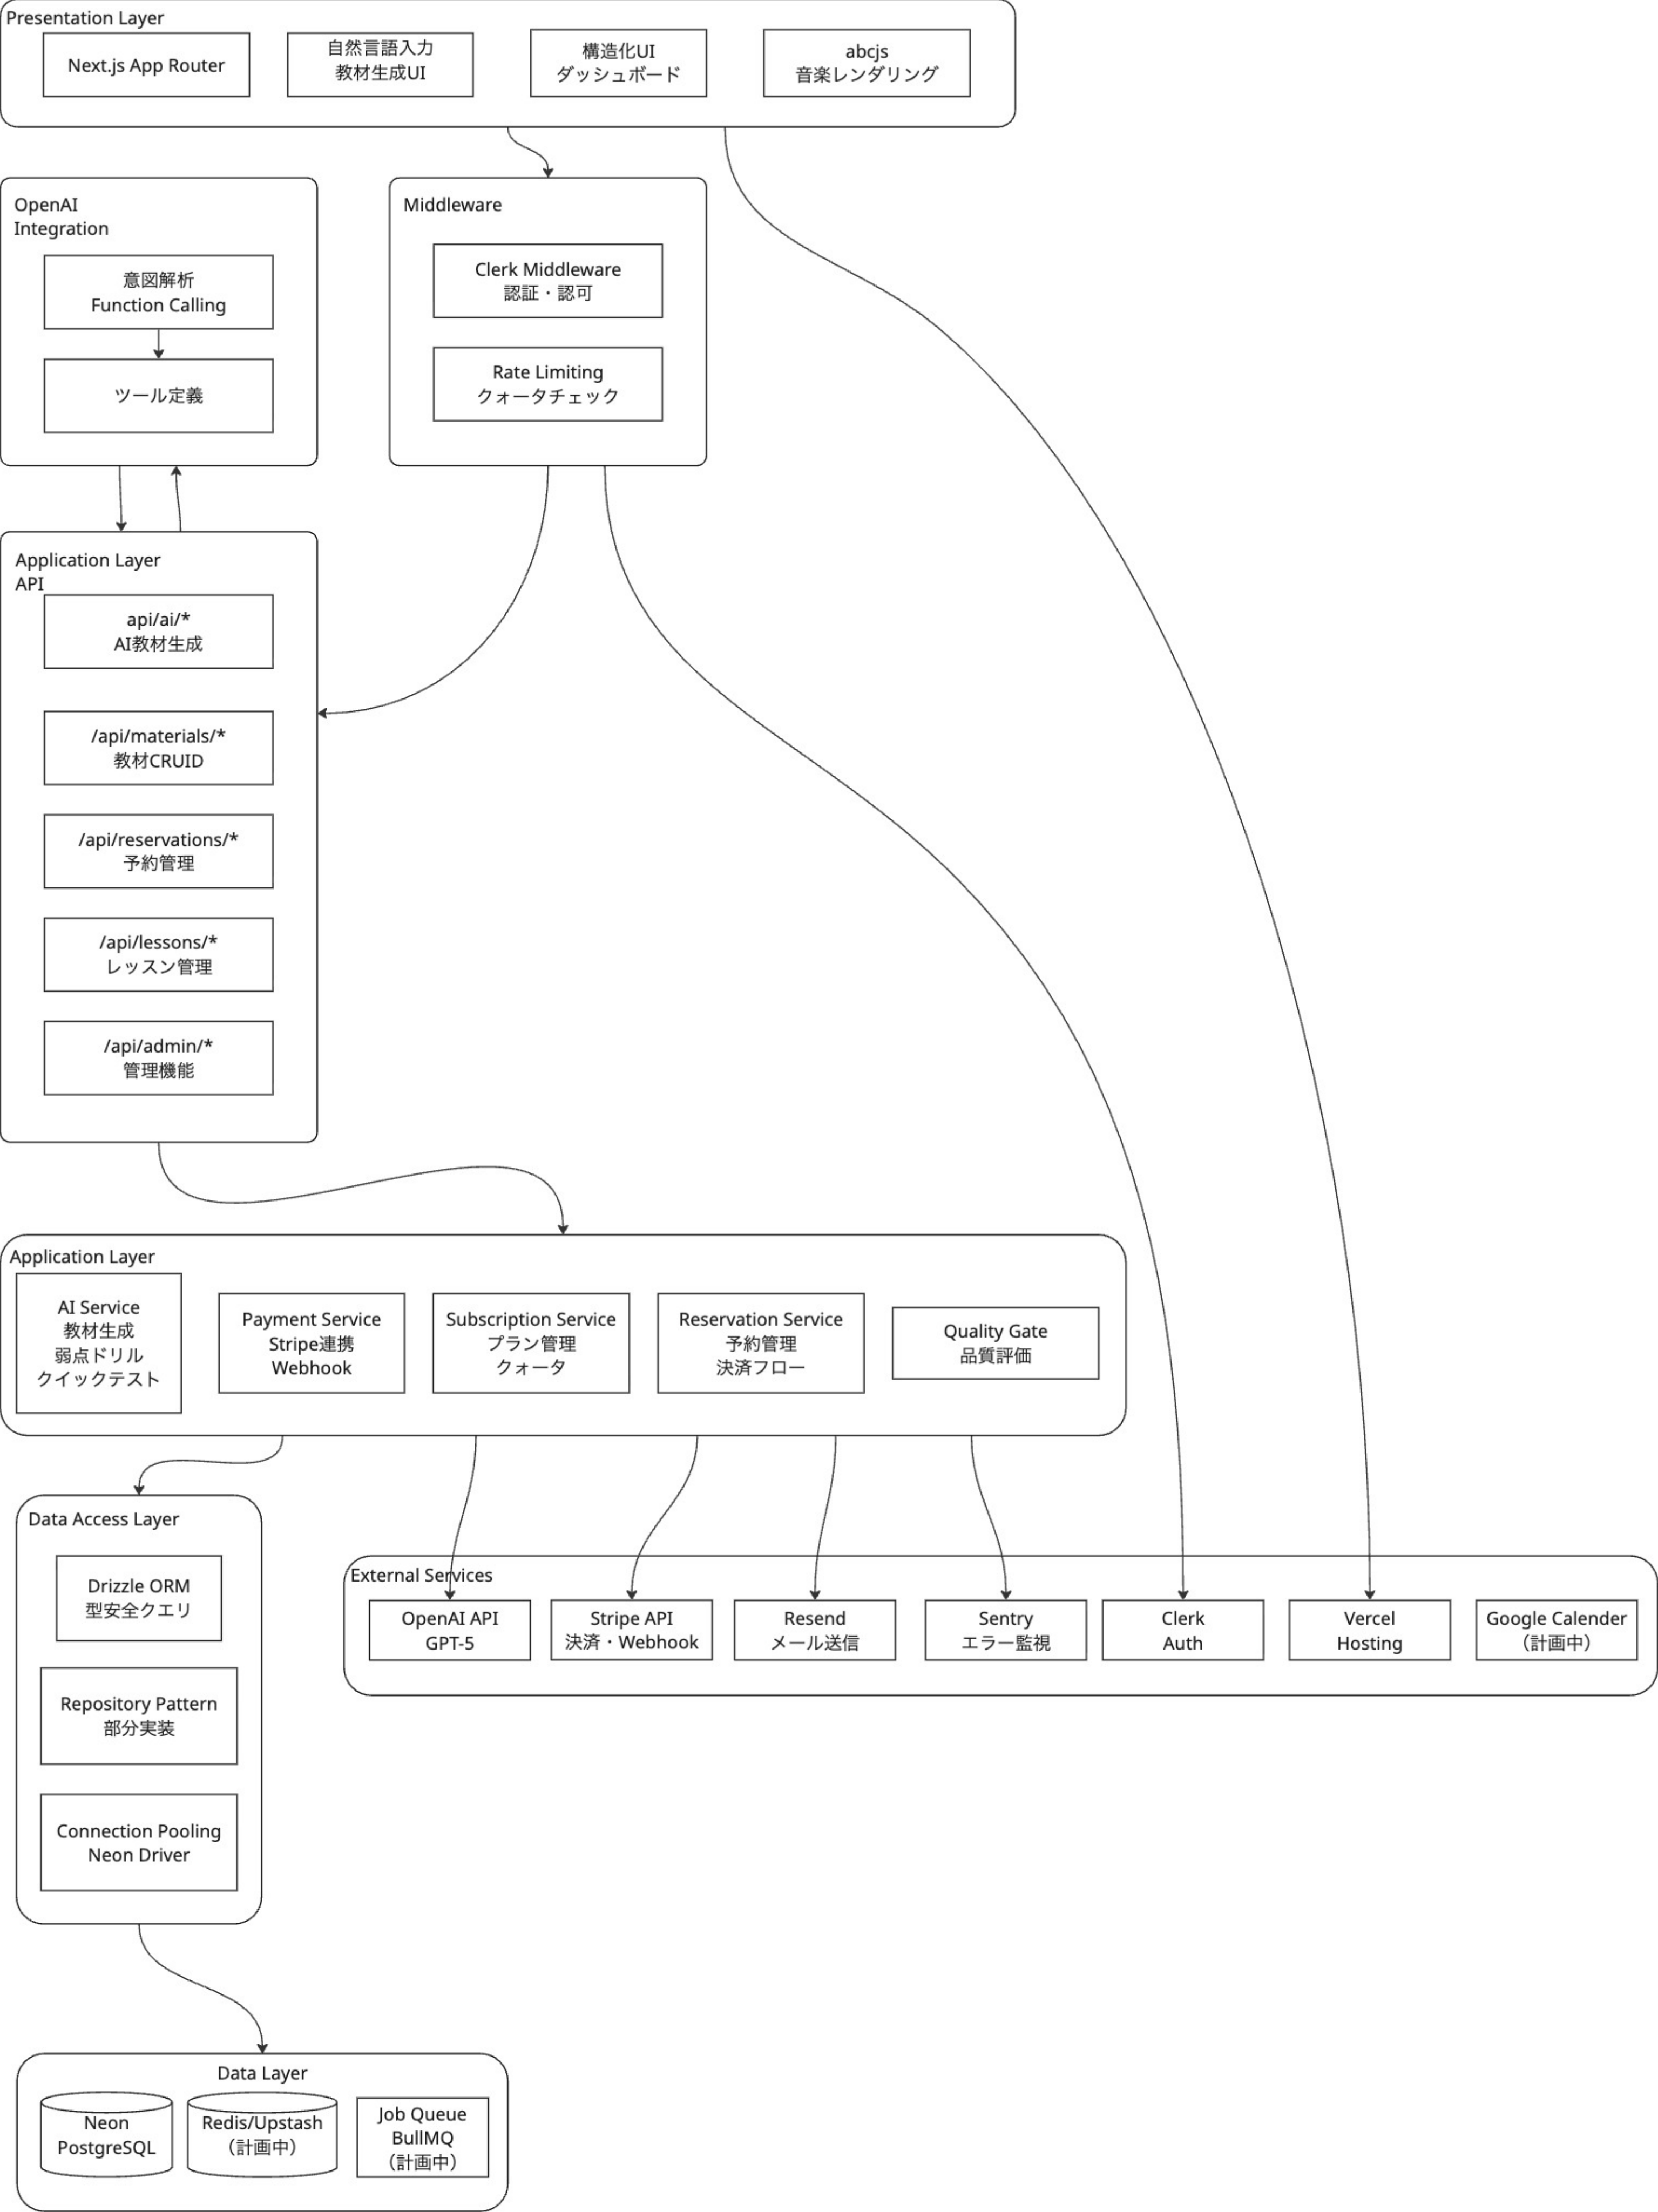 Presentation Layer
Next.js App Router
自然言語入力
教材生成UI
構造化UI
ダッシュボード
abcjs
音楽レンダリング
OpenAI
Integration
意図解析
Function Calling
ツール定義
Middleware
Clerk Middleware
認証・認可
Rate Limiting
クォータチェック
Application Layer
API
api/ai/*
AI教材生成
/api/materials/*
教材CRUID
/api/reservations/*
予約管理
/api/lessons/*
レッスン管理
/api/admin/*
管理機能
Application Layer
AI Service
教材生成
弱点ドリル
クイックテスト
Payment Service
Stripe連携
Webhook
Subscription Service
プラン管理
クォータ
Reservation Service
予約管理
決済フロー
Quality Gate
品質評価
Data Access Layer
Drizzle ORM
型安全クエリ
Repository Pattern
部分実装
Connection Pooling
Neon Driver
External Services
OpenAI API
GPT-5
Stripe API
決済・Webhook
Resend
メール送信
Sentry
エラー監視
Clerk
Auth
Vercel
Hosting
Google Calender
（計画中）
Data Layer
Neon
PostgreSQL
Redis/Upstash
（計画中）
Job Queue
BullMQ
（計画中）